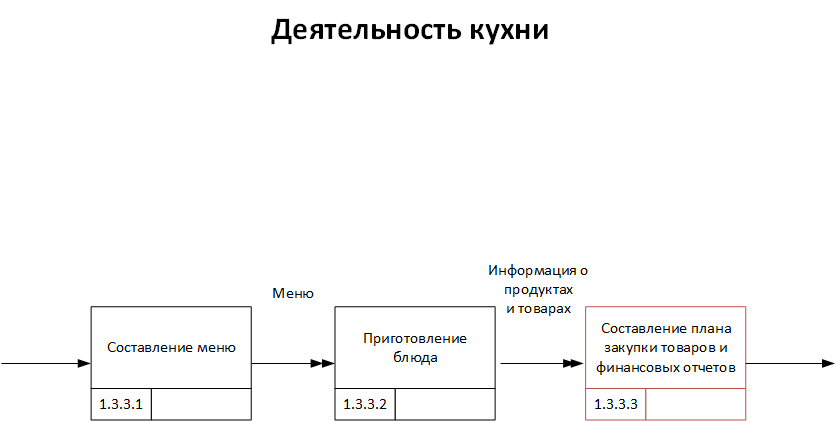 Деятельность кухни
Информация о
продуктах
и товарах
Меню
Составление меню
Приготовление
блюда
Составление плана
закупки товаров и
финансовых отчетов
1.3.3.1
1.3.3.2
1.3.3.3